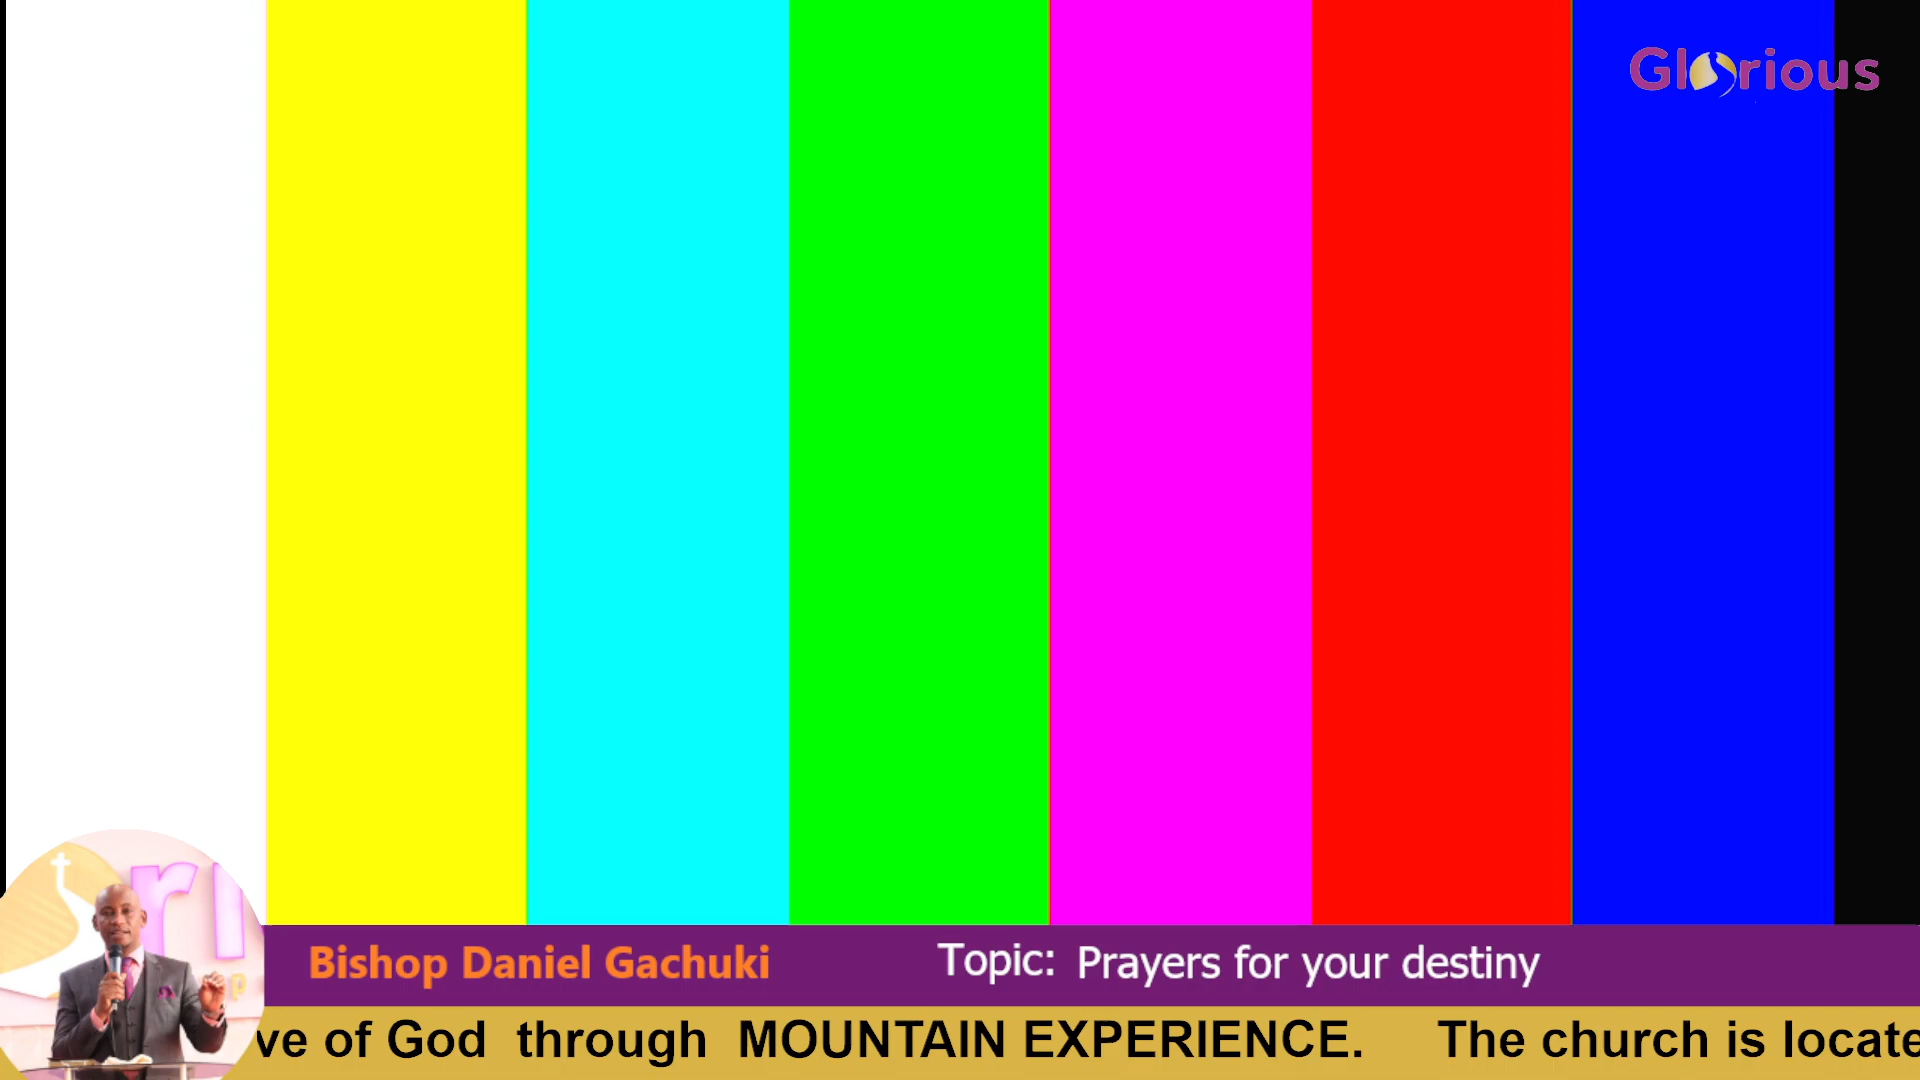 Glorious
ri
Bishop Daniel Gachuki
Topic: Prayers for your destiny
ve of God through MOUNTAIN EXPERIENCE. The church is locate